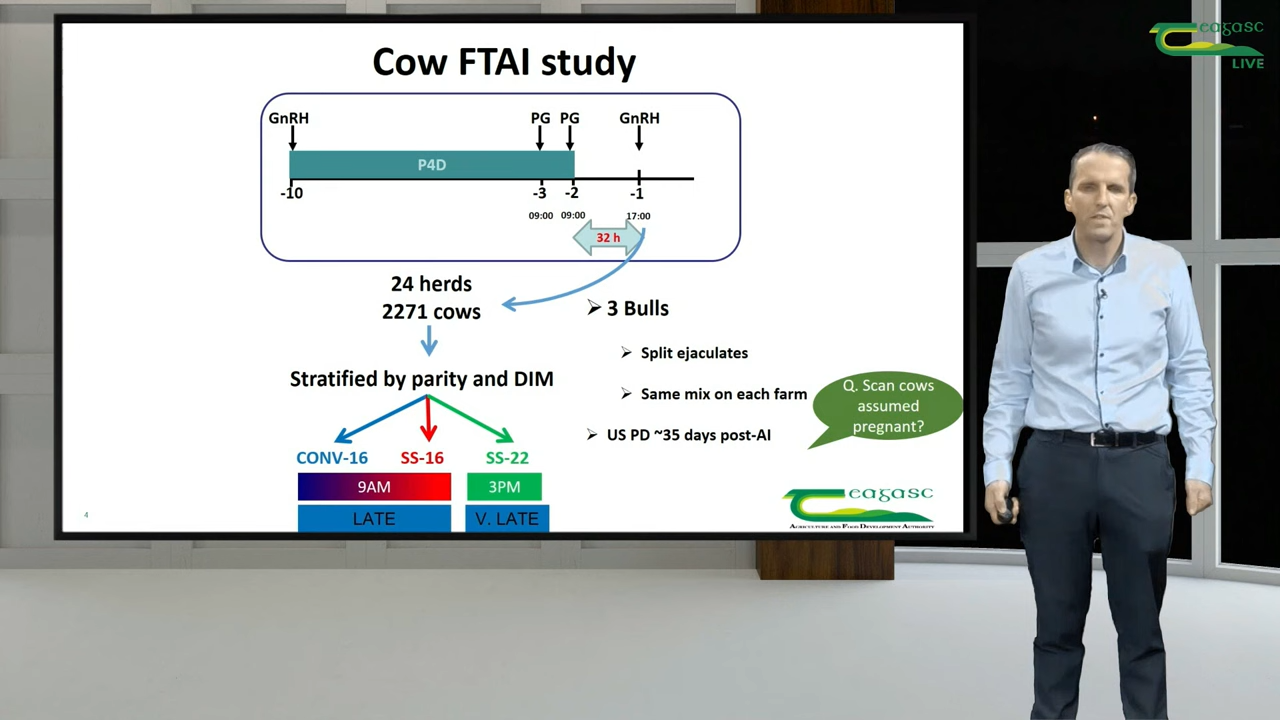 Cow FTAI study
GnRH
PG
PG
GnRH
P4D
-10
-3
-2
-1
09:00
09:00
17:00
32 h
24 herds
2271 cows
Stratified by parity and DIM
CONV-16
SS-16
SS-22
9AM
3PM
LATE
V. LATE
➢ 3 Bulls
➢ Split ejaculates
➢ Same mix on each farm
➢ US PD ~35 days post-AI
Q. Scan cows
assumed
pregnant?
4
Teagasc
AGRICULTURE AND FOOD DEVELOPMENT AUTHORITY
Teagasc
LIVE